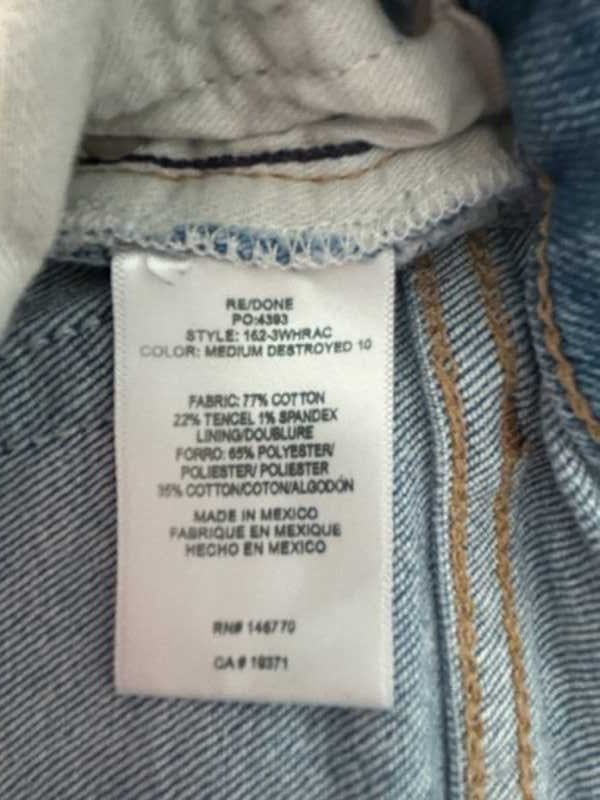 RE/DONE
PO:4393
STYLE: 162-3WHRAC
COLOR: MEDIUM DESTROYED 10
FABRIC: 77% COTTON
22% TENCEL 1% SPANDEX
LINING/DOUBLURE
FORRO: 65% POLYESTER/
POLIESTER/ POLIESTER
35% COTTON/COTON/ALGODÓN
MADE IN MEXICO
FABRIQUE EN MEXIQUE
HECHO EN MEXICO
RN# 146770
CA # 19371